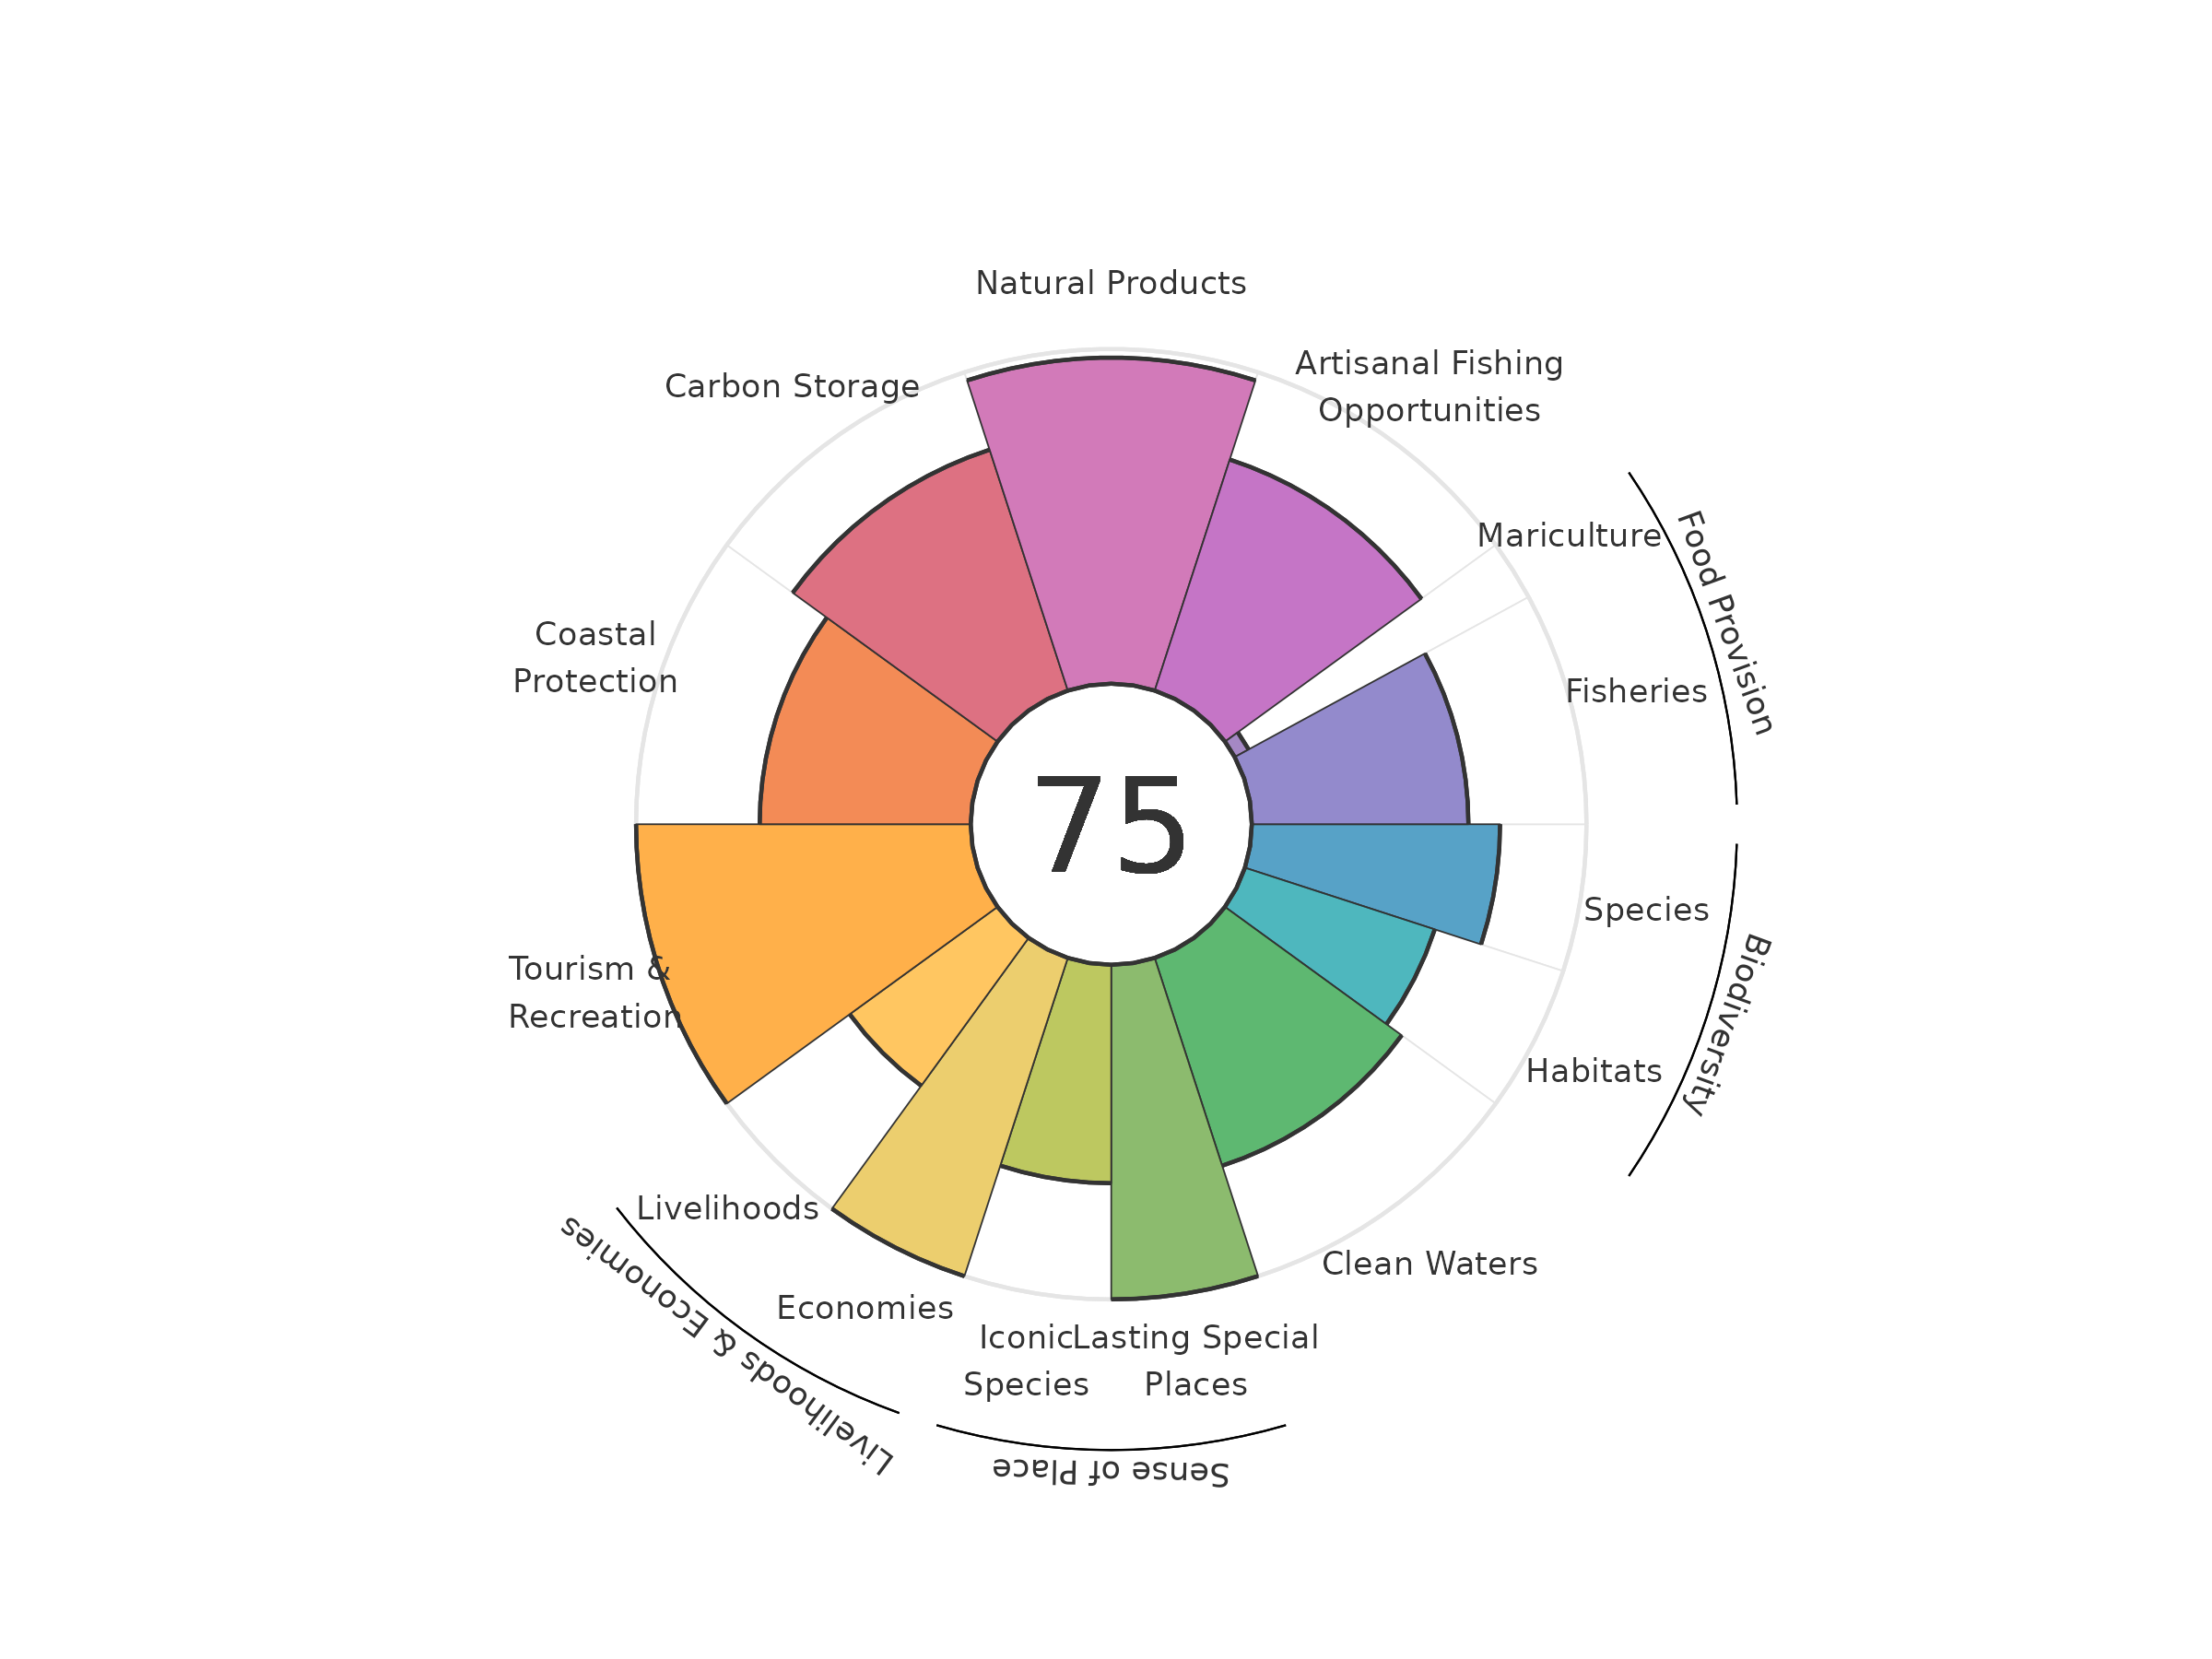 Natural Products
Artisanal Fishing
Opportunities
Carbon Storage
Mariculture
Food Provision
Coastal
Protection
Fisheries
75
Species
Biodiversity
Tourism &
Recreation
Habitats
Livelihoods
Livelihoods & Economies
Clean Waters
Economies
Iconic
Species
Lasting Special
Places
Sense of Place